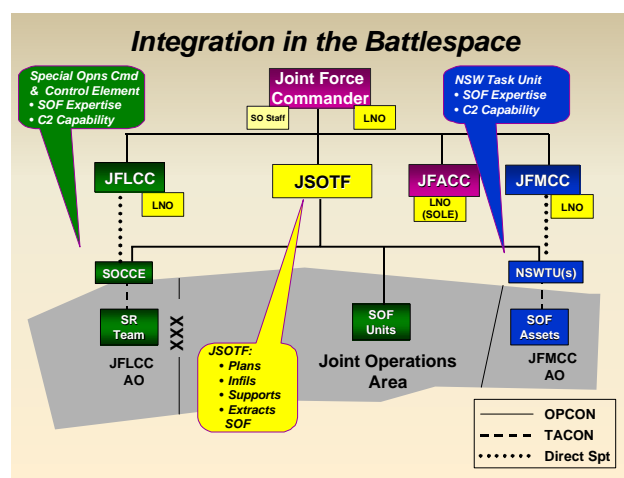 Integration in the Battlespace
Special Opns Cmd
& Control Element
• SOF Expertise
• C2 Capability
Joint Force
Commander
SO Staff
LNO
NSW Task Unit
• SOF Expertise
• C2 Capability
JFLCC
LNO
JSOTF
JFACC
LNO
(SOLE)
JFMCC
LNO
SOCCE
NSWTU(s)
SR
Team
XXX
SOF
Units
SOF
Assets
JFLCC
AO
JSOTF:
• Plans
• Infils
• Supports
• Extracts
SOF
Joint Operations
Area
JFMCC
AO
OPCON
TACON
Direct Spt